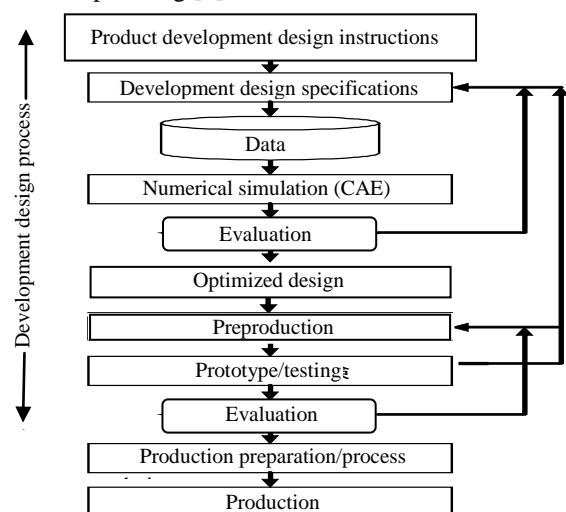 Product development design instructions
Development design specifications
Data
Numerical simulation (CAE)
Evaluation
Optimized design
Preproduction
Prototype/testing
Evaluation
Production preparation/process
Production
Development design process